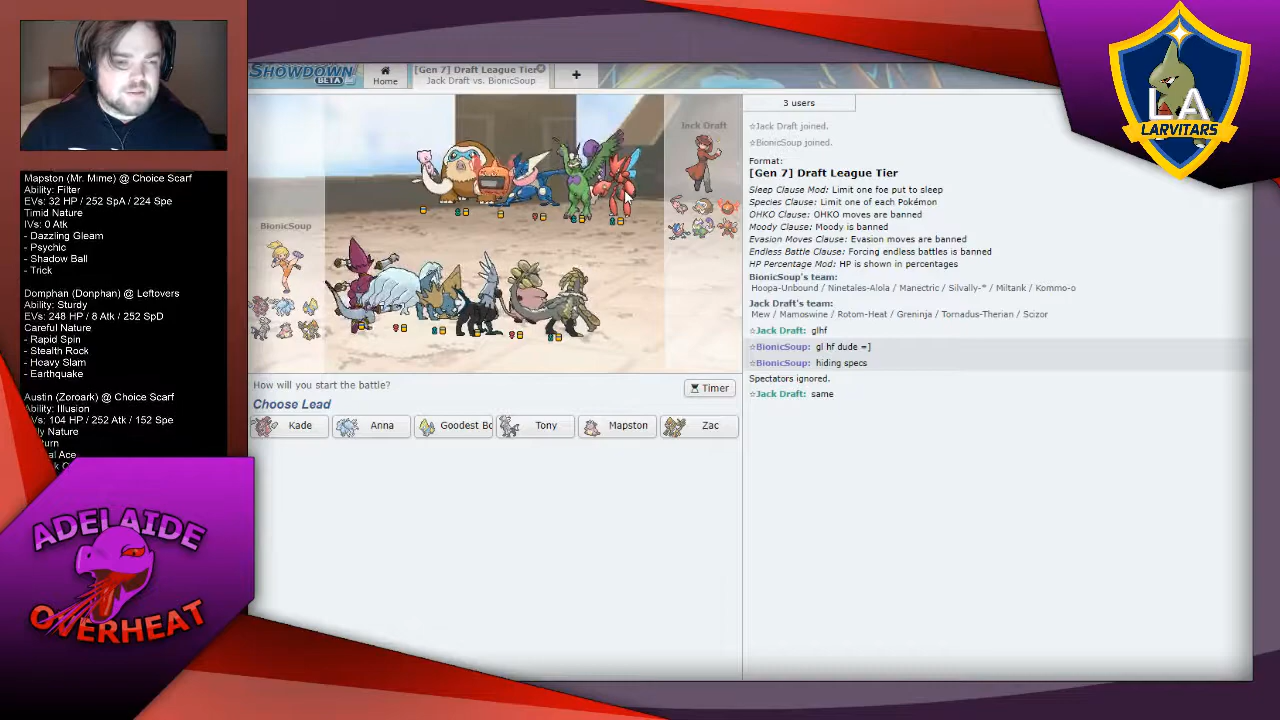 SHOWDOWN
BETA
Home
[Gen 7] Draft League Tier
Jack Draft vs. BionicSoup
+
LA
LARVITARS
Mapston (Mr. Mime) @ Choice Scarf
Ability: Filter
EVs: 32 HP / 252 SpA / 224 Spe
Timid Nature
IVs: 0 Atk
- Dazzling Gleam
- Psychic
- Shadow Ball
- Trick
Domphan (Donphan) @ Leftovers
Ability: Sturdy
EVs: 248 HP / 8 Atk / 252 SpD
Careful Nature
- Rapid Spin
- Stealth Rock
- Heavy Slam
- Earthquake
Austin (Zoroark) @ Choice Scarf
Ability: Illusion
EVs: 104 HP / 252 Atk / 152 Spe
ADELAIDE
OVERHEAT
Jack Draft
BionicSoup
How will you start the battle?
Timer
Choose Lead
Kade
Anna
Goodest Bo
Tony
Mapston
Zac
3 users
☆Jack Draft joined.
☆BionicSoup joined.
Format:
[Gen 7] Draft League Tier
Sleep Clause Mod: Limit one foe put to sleep
Species Clause: Limit one of each Pokémon
OHKO Clause: OHKO moves are banned
Moody Clause: Moody is banned
Evasion Moves Clause: Evasion moves are banned
Endless Battle Clause: Forcing endless battles is banned
HP Percentage Mod: HP is shown in percentages
BionicSoup's team:
Hoopa-Unbound / Ninetales-Alola / Manectric / Silvally-* / Miltank / Kommo-o
Jack Draft's team:
Mew / Mamoswine / Rotom-Heat / Greninja / Tornadus-Therian / Scizor
☆Jack Draft: glhf
☆BionicSoup: gl hf dude =]
☆BionicSoup: hiding specs
Spectators ignored.
☆Jack Draft: same